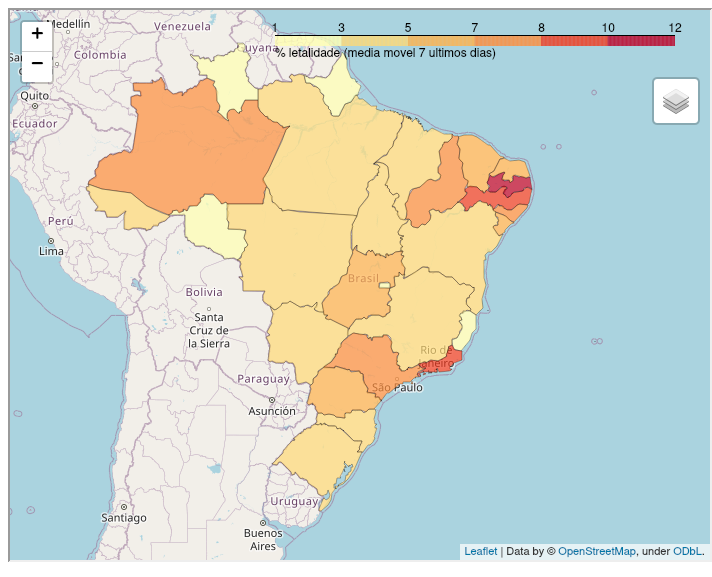 1 3 5 7 8 10 12
% letalidade (media movel 7 ultimos dias)
+
−
Medellín
Venezuela
Guyana
Colombia
Quito
Ecuador
Perú
Lima
Brasil
Bolivia
Santa
Cruz de
la Sierra
Rio de
Janeiro
Paraguay
São Paulo
Asunción
Uruguay
Santiago
Buenos
Aires
Leaflet | Data by © OpenStreetMap, under ODbL.